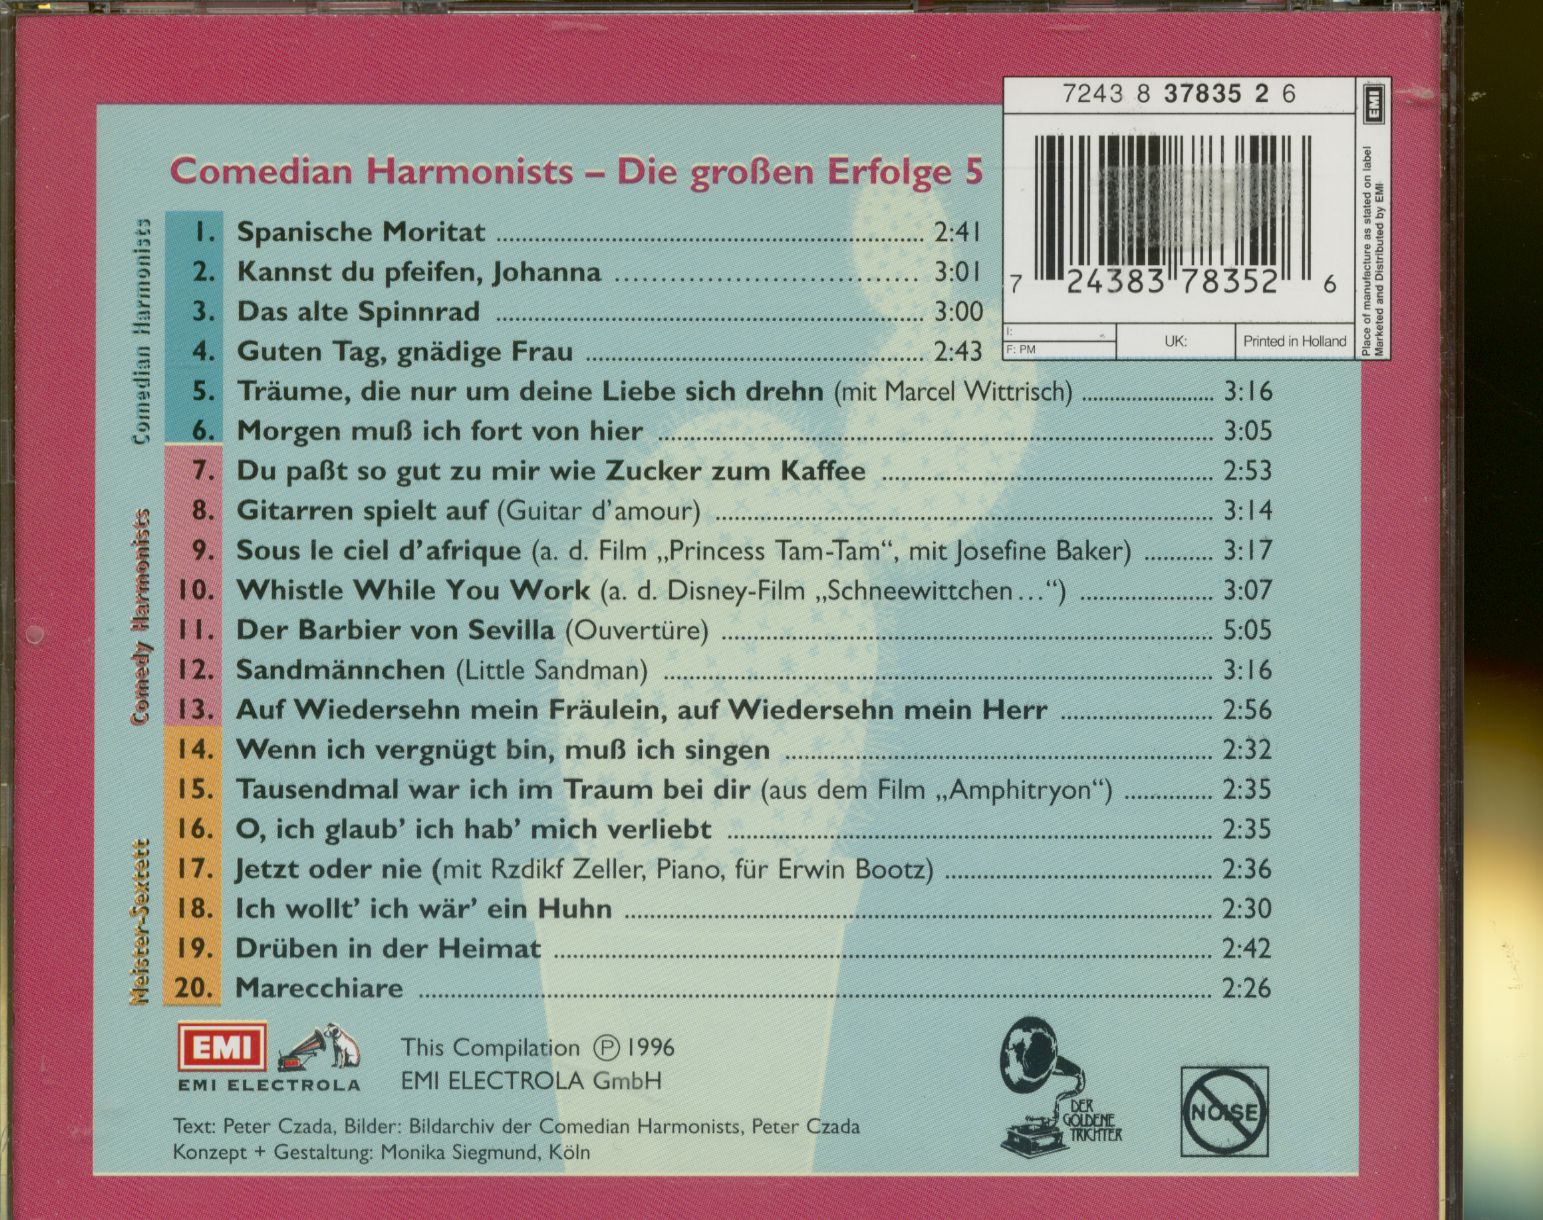 7243 8 37835 2 6
EMI
Place of manufacture as stated on label
Marketed and Distributed by EMI
7 24383 78352 6
I:
F: PM
UK:
Printed in Holland
Comedian Harmonists – Die großen Erfolge 5
Comedian Harmonists
1. Spanische Moritat 2:41
2. Kannst du pfeifen, Johanna 3:01
3. Das alte Spinnrad 3:00
4. Guten Tag, gnädige Frau 2:43
5. Träume, die nur um deine Liebe sich drehn (mit Marcel Wittrisch) 3:16
6. Morgen muß ich fort von hier 3:05
Comedy Harmonists
7. Du paßt so gut zu mir wie Zucker zum Kaffee 2:53
8. Gitarren spielt auf (Guitar d'amour) 3:14
9. Sous le ciel d'afrique (a. d. Film „Princess Tam-Tam“, mit Josefine Baker) 3:17
10. Whistle While You Work (a. d. Disney-Film „Schneewittchen...“) 3:07
11. Der Barbier von Sevilla (Ouvertüre) 5:05
12. Sandmännchen (Little Sandman) 3:16
13. Auf Wiedersehn mein Fräulein, auf Wiedersehn mein Herr 2:56
Meister-Sextett
14. Wenn ich vergnügt bin, muß ich singen 2:32
15. Tausendmal war ich im Traum bei dir (aus dem Film „Amphitryon“) 2:35
16. O, ich glaub' ich hab' mich verliebt 2:35
17. Jetzt oder nie (mit Rzdikf Zeller, Piano, für Erwin Bootz) 2:36
18. Ich wollt' ich wär' ein Huhn 2:30
19. Drüben in der Heimat 2:42
20. Marecchiare 2:26
EMI
EMI ELECTROLA
This Compilation Ⓟ 1996
EMI ELECTROLA GmbH
Text: Peter Czada, Bilder: Bildarchiv der Comedian Harmonists, Peter Czada
Konzept + Gestaltung: Monika Siegmund, Köln
DER
GOLDENE
TRICHTER
NOISE